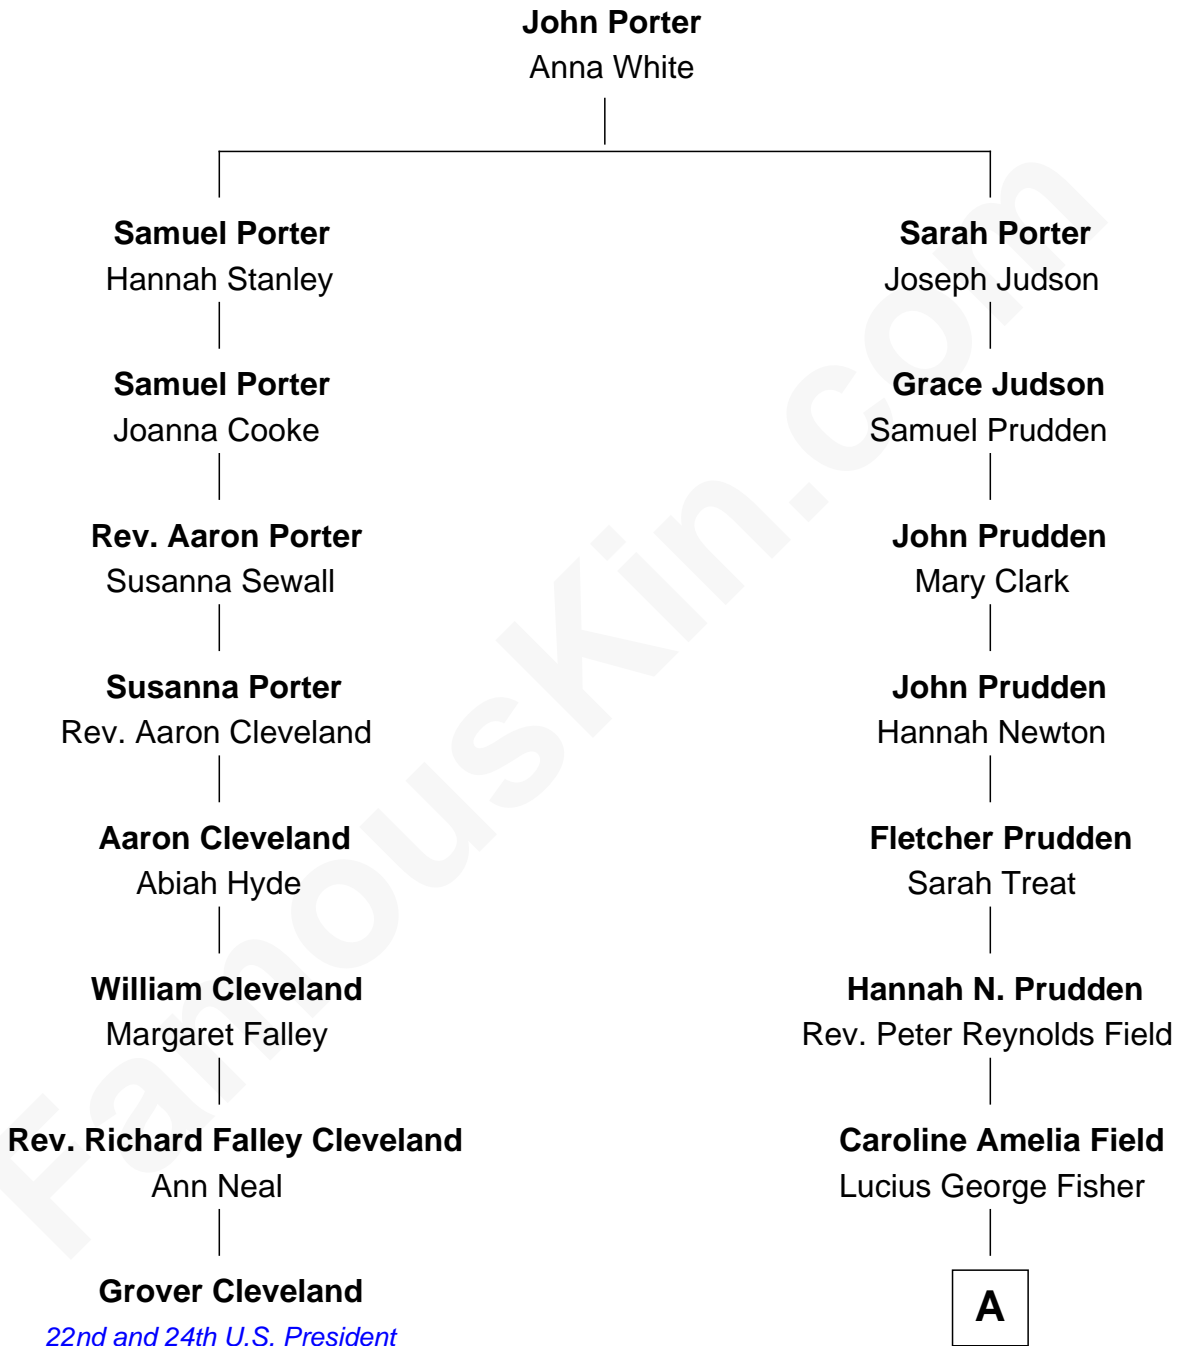 John Porter
Anna White
Samuel Porter
Hannah Stanley
Sarah Porter
Joseph Judson
Samuel Porter
Joanna Cooke
Grace Judson
Samuel Prudden
Rev. Aaron Porter
Susanna Sewall
John Prudden
Mary Clark
Susanna Porter
Rev. Aaron Cleveland
John Prudden
Hannah Newton
Aaron Cleveland
Abiah Hyde
Fletcher Prudden
Sarah Treat
William Cleveland
Margaret Falley
Hannah N. Prudden
Rev. Peter Reynolds Field
Rev. Richard Falley Cleveland
Ann Neal
Caroline Amelia Field
Lucius George Fisher
Grover Cleveland
22nd and 24th U.S. President
A
FamousKin.com